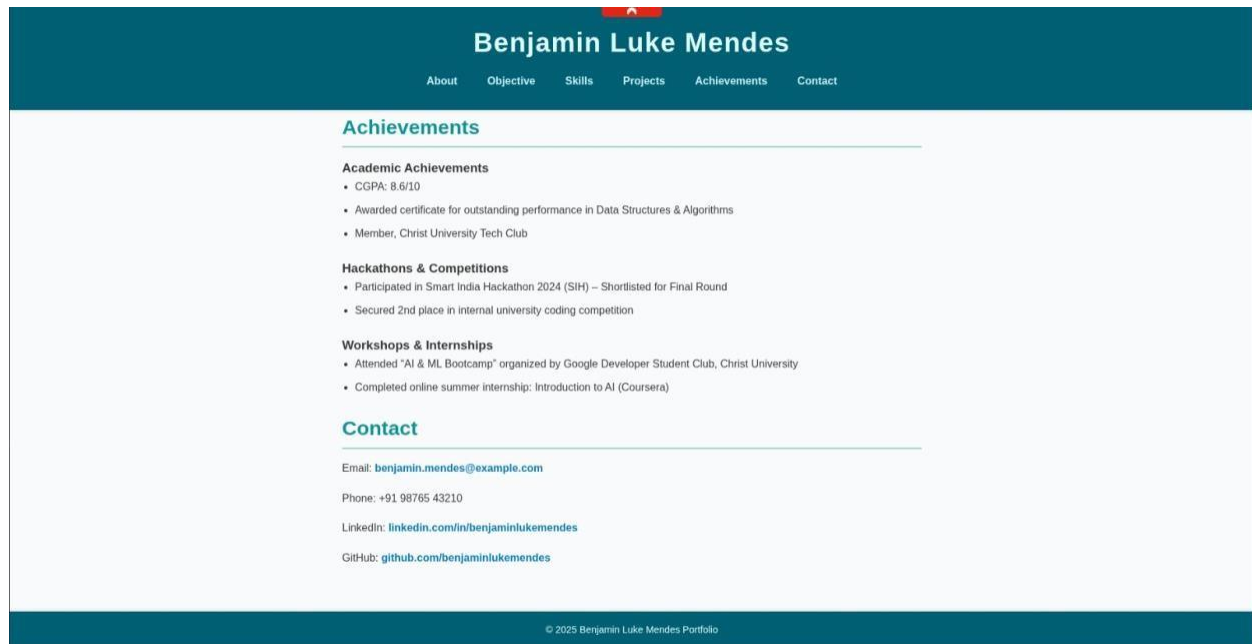 Benjamin Luke Mendes
About Objective Skills Projects Achievements Contact
Achievements
Academic Achievements
• CGPA: 8.6/10
• Awarded certificate for outstanding performance in Data Structures & Algorithms
• Member, Christ University Tech Club
Hackathons & Competitions
• Participated in Smart India Hackathon 2024 (SIH) – Shortlisted for Final Round
• Secured 2nd place in internal university coding competition
Workshops & Internships
• Attended “AI & ML Bootcamp” organized by Google Developer Student Club, Christ University
• Completed online summer internship: Introduction to AI (Coursera)
Contact
Email: benjamin.mendes@example.com
Phone: +91 98765 43210
LinkedIn: linkedin.com/in/benjaminlukemendes
GitHub: github.com/benjaminlukemendes
© 2025 Benjamin Luke Mendes Portfolio